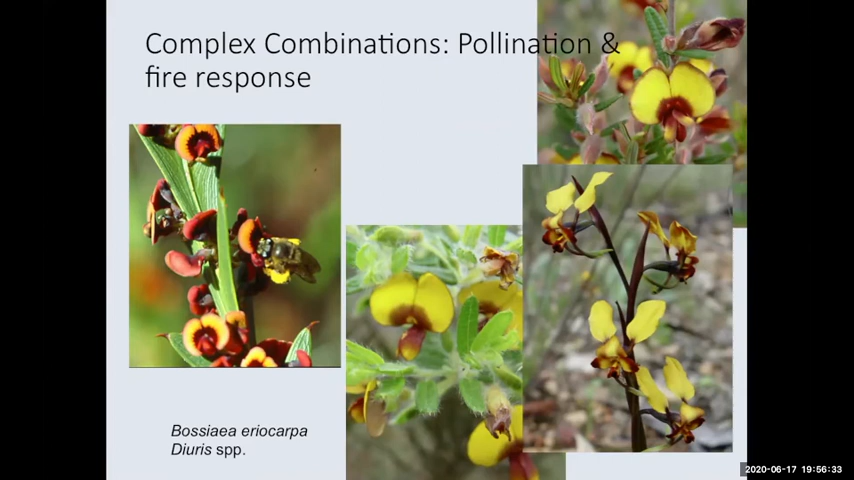 Complex Combinations: Pollination &
fire response
Bossiaea eriocarpa
Diuris spp.
2020-06-17 19:56:33